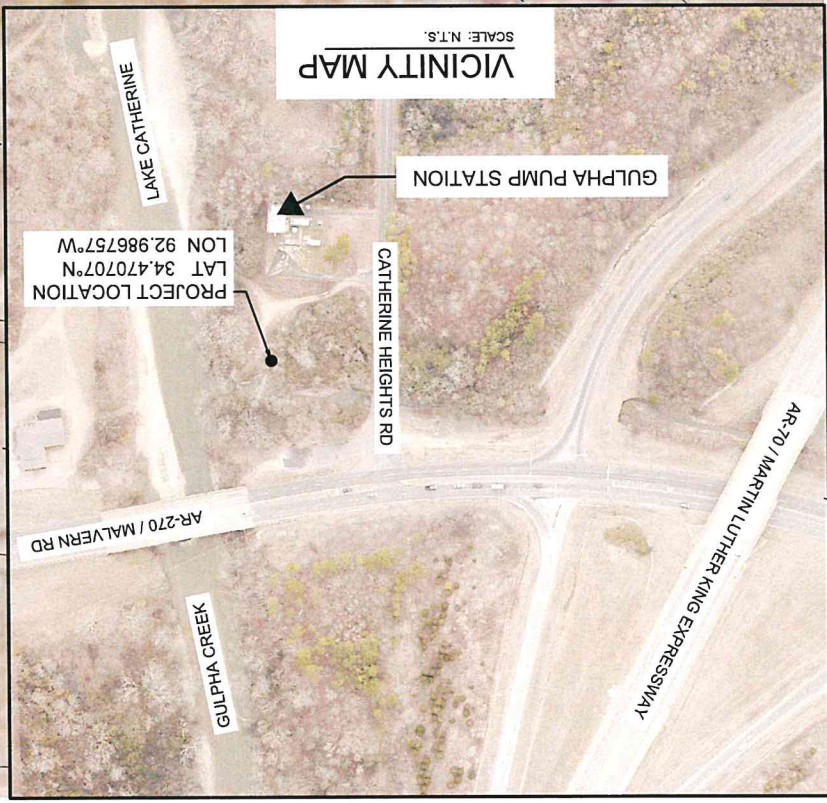 VICINITY MAP
SCALE: N.T.S.
LAKE CATHERINE
GULPHA PUMP STATION
PROJECT LOCATION
LAT 34.470707°N
LON 92.986757°W
CATHERINE HEIGHTS RD
AR-270 / MALVERN RD
AR-70 / MARTIN LUTHER KING EXPRESSWAY
GULPHA CREEK